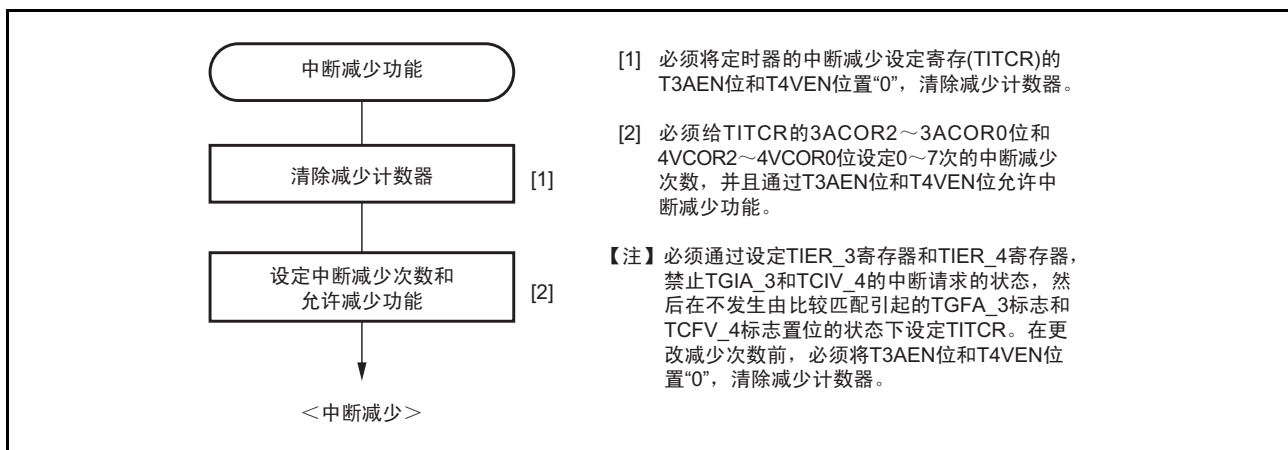 中断减少功能
清除减少计数器
[1]
设定中断减少次数和
允许减少功能
[2]
＜中断减少＞
[1] 必须将定时器的中断减少设定寄存(TITCR)的
T3AEN位和T4VEN位置“0”，清除减少计数器。
[2] 必须给TITCR的3ACOR2～3ACOR0位和
4VCOR2～4VCOR0位设定0～7次的中断减少
次数，并且通过T3AEN位和T4VEN位允许中
断减少功能。
【注】必须通过设定TIER_3寄存器和TIER_4寄存器，
禁止TGIA_3和TCIV_4的中断请求的状态，然
后在不发生由比较匹配引起的TGFA_3标志和
TCFV_4标志置位的状态下设定TITCR。在更
改减少次数前，必须将T3AEN位和T4VEN位
置“0”，清除减少计数器。